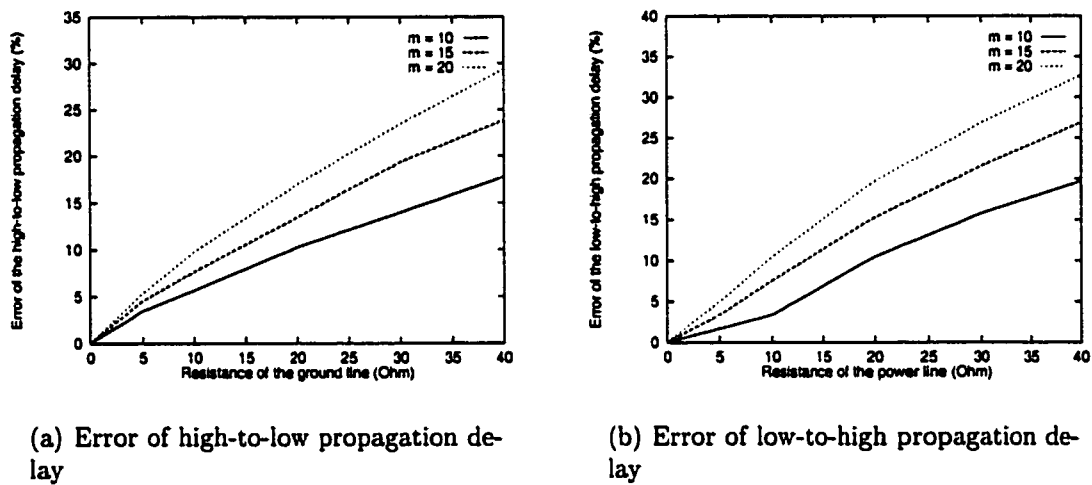 Error of the high-to-low propagation delay (%)
35
30
25
20
15
10
5
0
m = 10
m = 15
m = 20
0 5 10 15 20 25 30 35 40
Resistance of the ground line (Ohm)
(a) Error of high-to-low propagation de-
lay
Error of the low-to-high propagation delay (%)
40
35
30
25
20
15
10
5
0
m = 10
m = 15
m = 20
0 5 10 15 20 25 30 35 40
Resistance of the power line (Ohm)
(b) Error of low-to-high propagation de-
lay